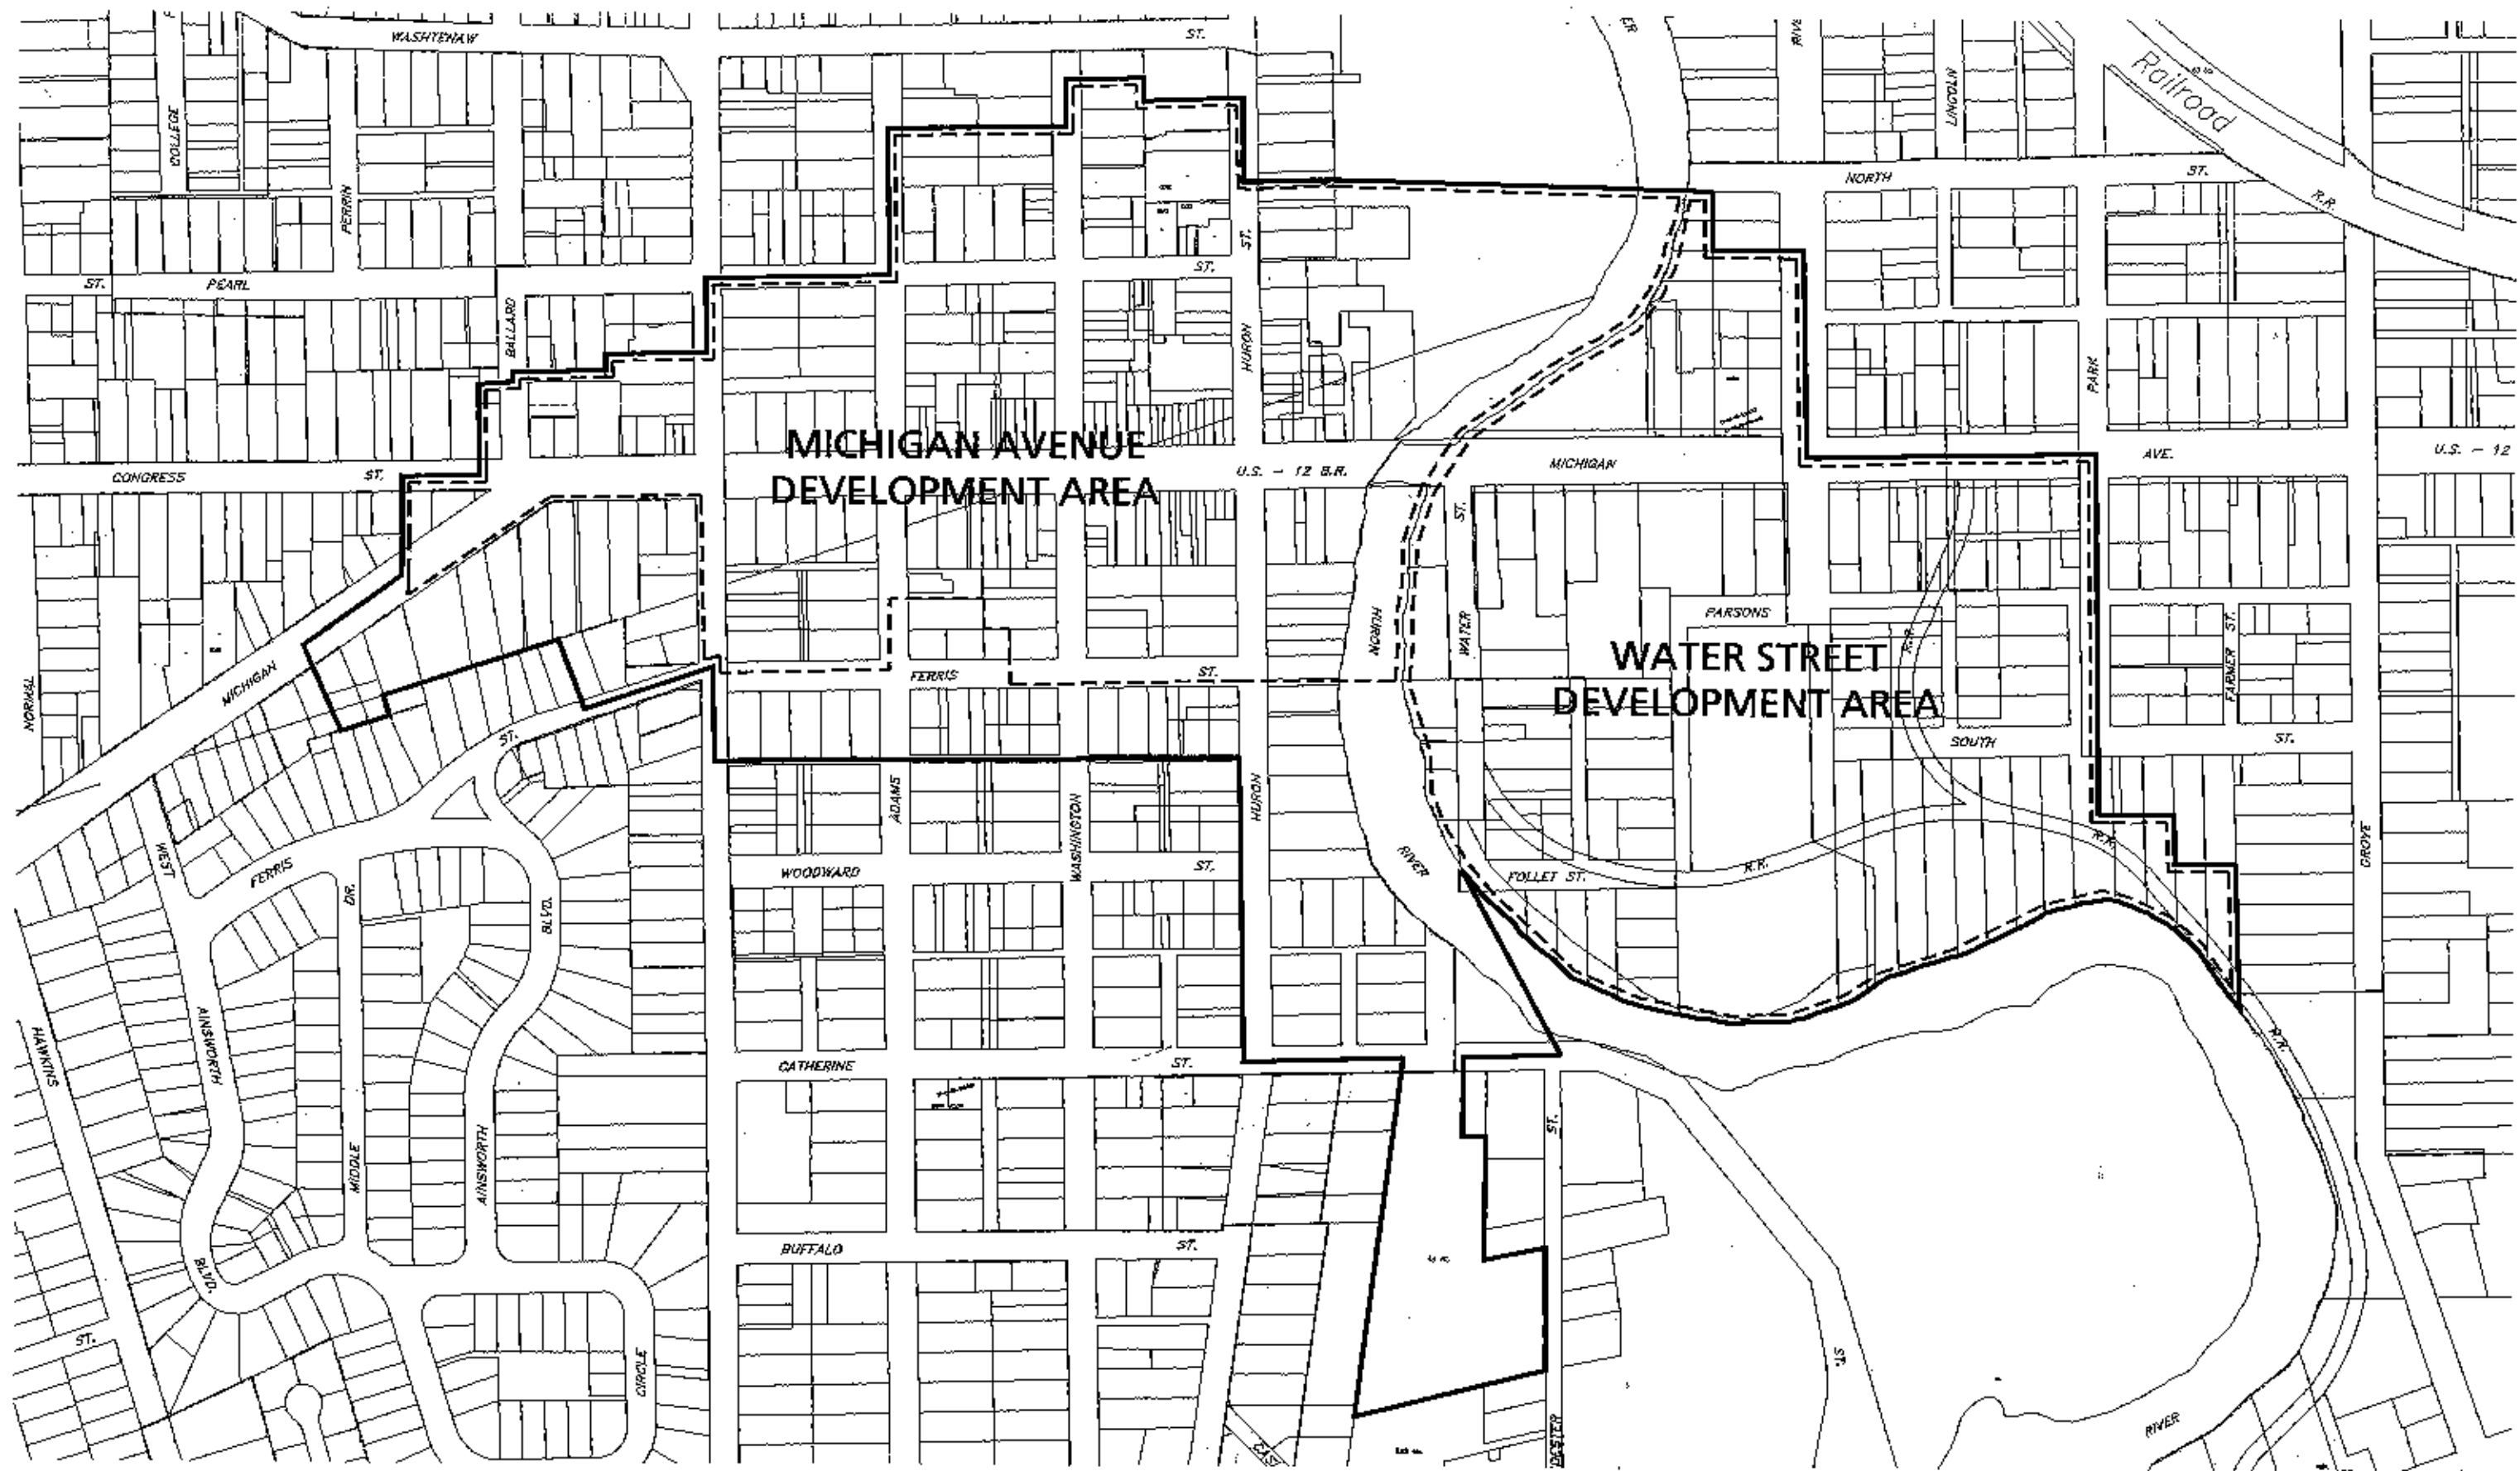 WASHTENAW
ST.
ER
RIVE
LINCOLN
Railroad
COLLEGE
PERRIN
NORTH
ST.
R.R.
ST.
PEARL
ST.
ST.
BALLARD
HURON
PARK
MICHIGAN AVENUE
DEVELOPMENT AREA
CONGRESS
ST.
U.S. - 12 B.R.
MICHIGAN
AVE.
U.S. - 12
ST.
HURON
WATER
PARSONS
R.R.
FARMER ST.
WATER STREET
DEVELOPMENT AREA
NORMAL
MICHIGAN
FERRIS
ST.
ST.
SOUTH
ST.
ADAMS
WASHINGTON
HURON
RIVER
WEST
FERRIS
DR.
BLVD.
WOODWARD
ST.
FOLLET ST.
R.R.
R.R.
GROVE
HAWKINS
AINSWORTH
MIDDLE
AINSWORTH
CATHERINE
ST.
ST.
R.R.
BLVD.
BUFFALO
ST.
ST.
CIRCLE
ST.
RIVER